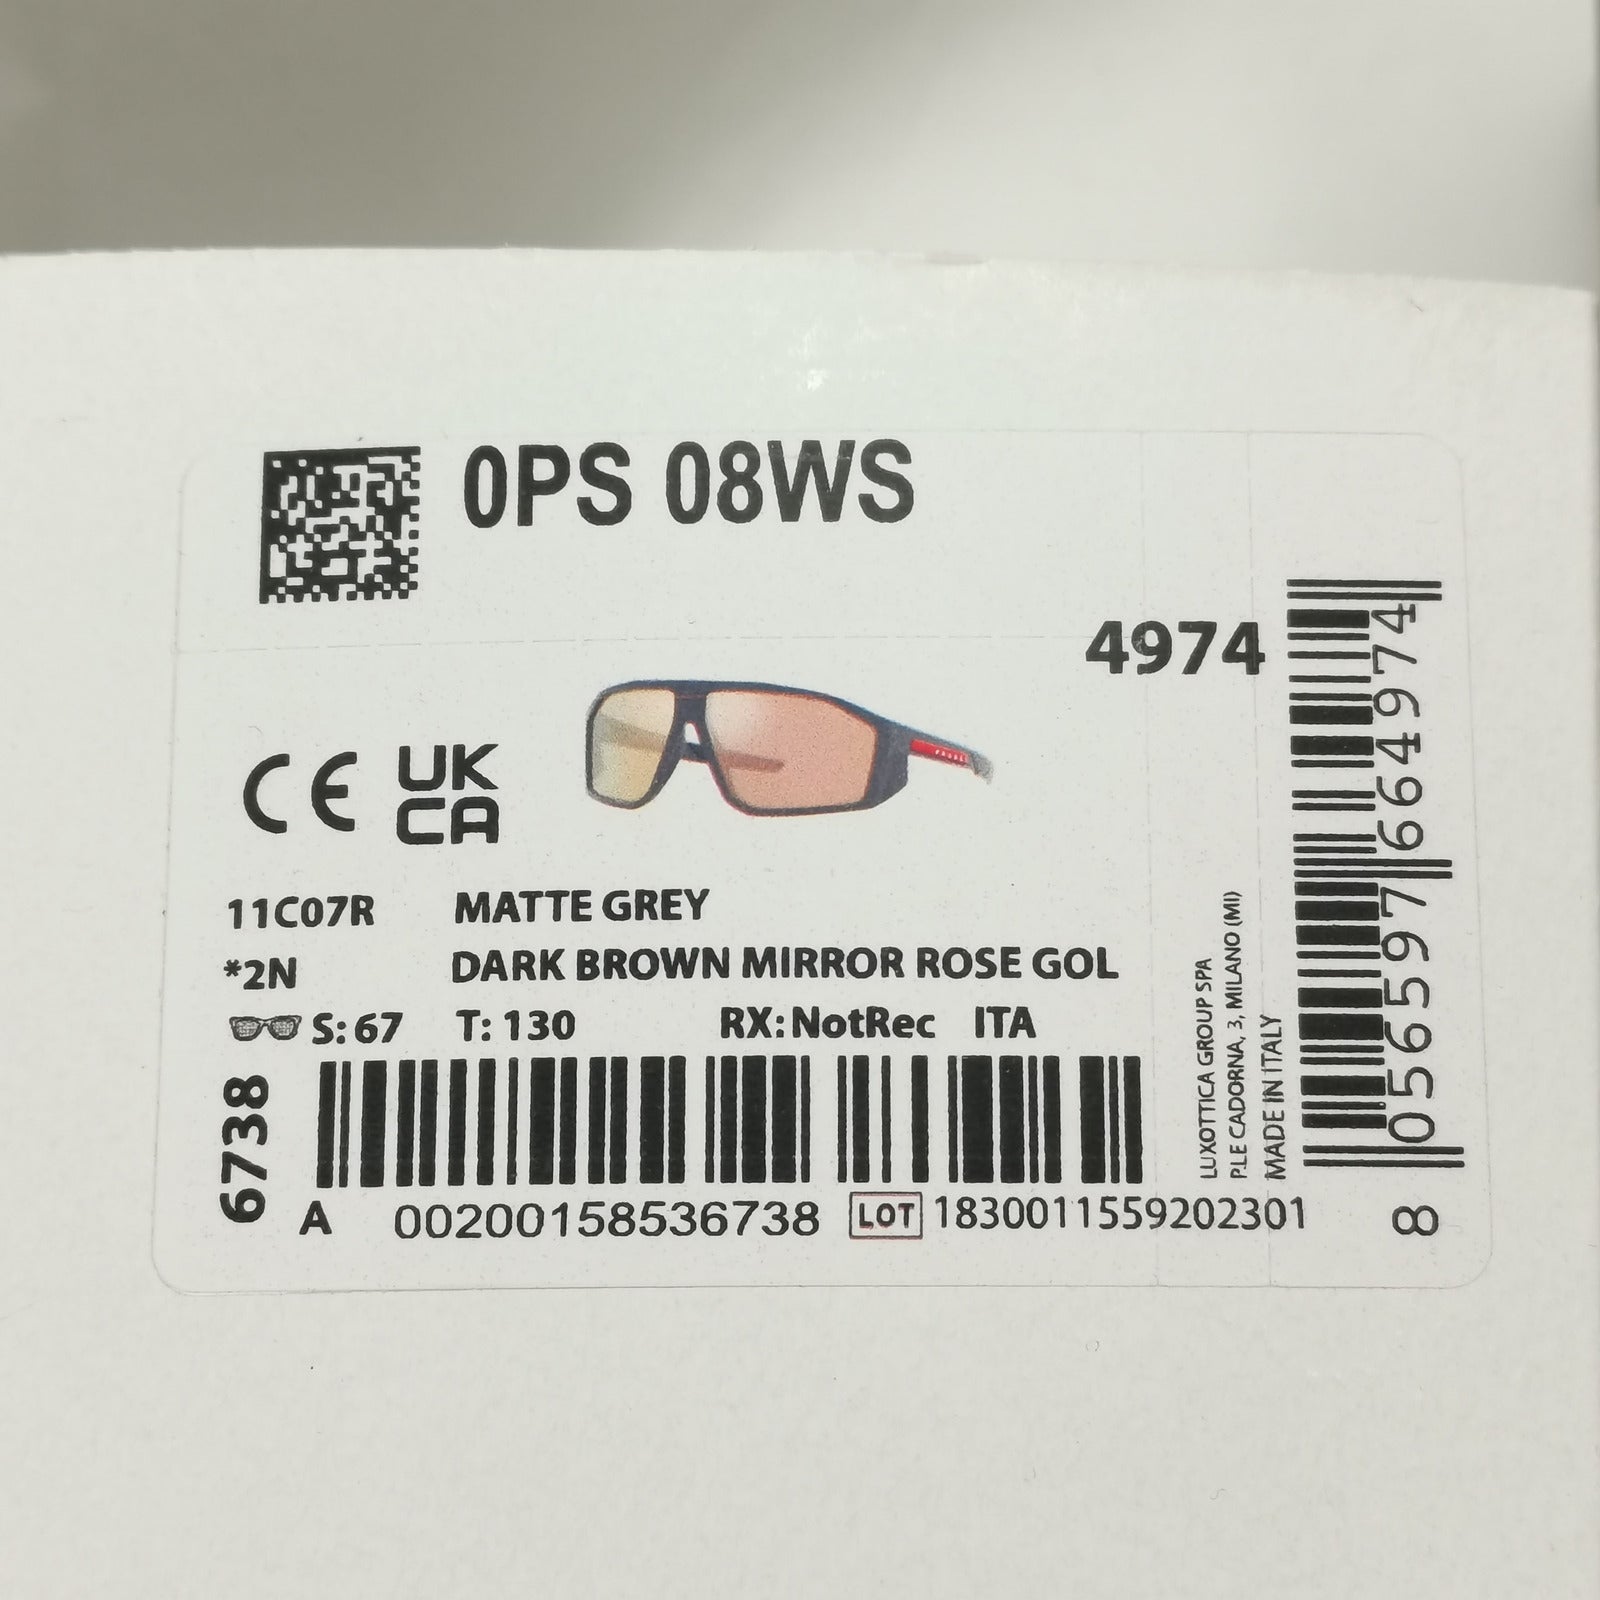 0PS 08WS
4974
CE UK
CA
11C07R MATTE GREY
*2N DARK BROWN MIRROR ROSE GOL
S: 67 T: 130 RX: NotRec ITA
6738
A 00200158536738 LOT 1830011559202301
LUXOTTICA GROUP SPA
P.LE CADORNA, 3, MILANO (MI)
MADE IN ITALY
8 056597 664974